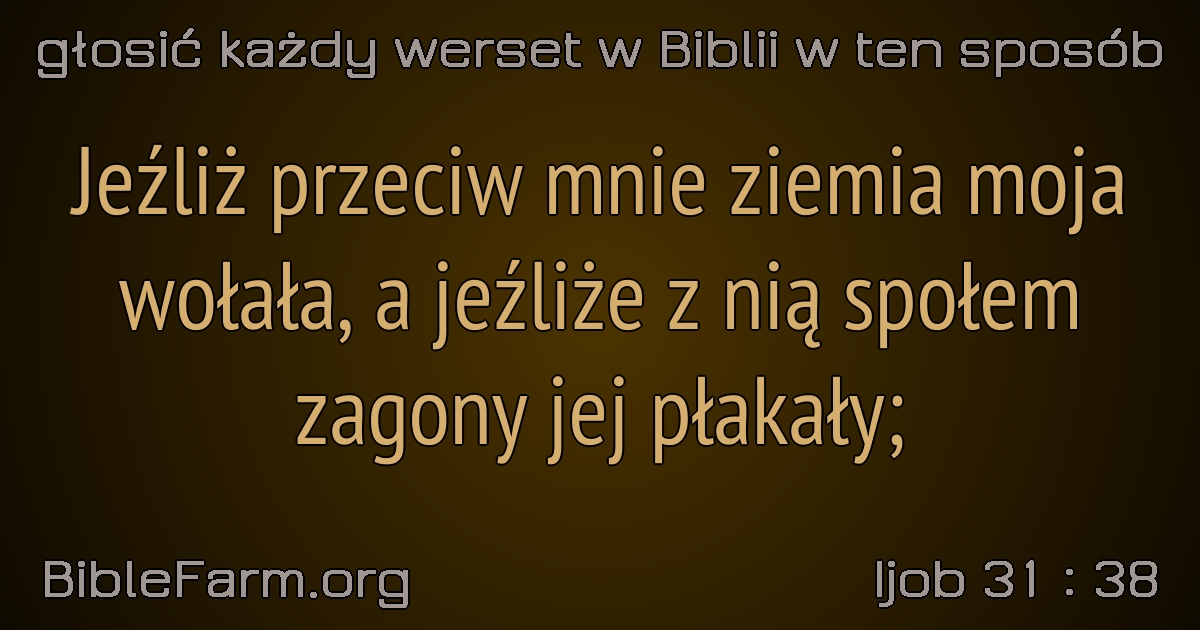 głosić każdy werset w Biblii w ten sposób
Jeźliż przeciw mnie ziemia moja
wołała, a jeźliże z nią społem
zagony jej płakały;
BibleFarm.org
Ijob 31 : 38